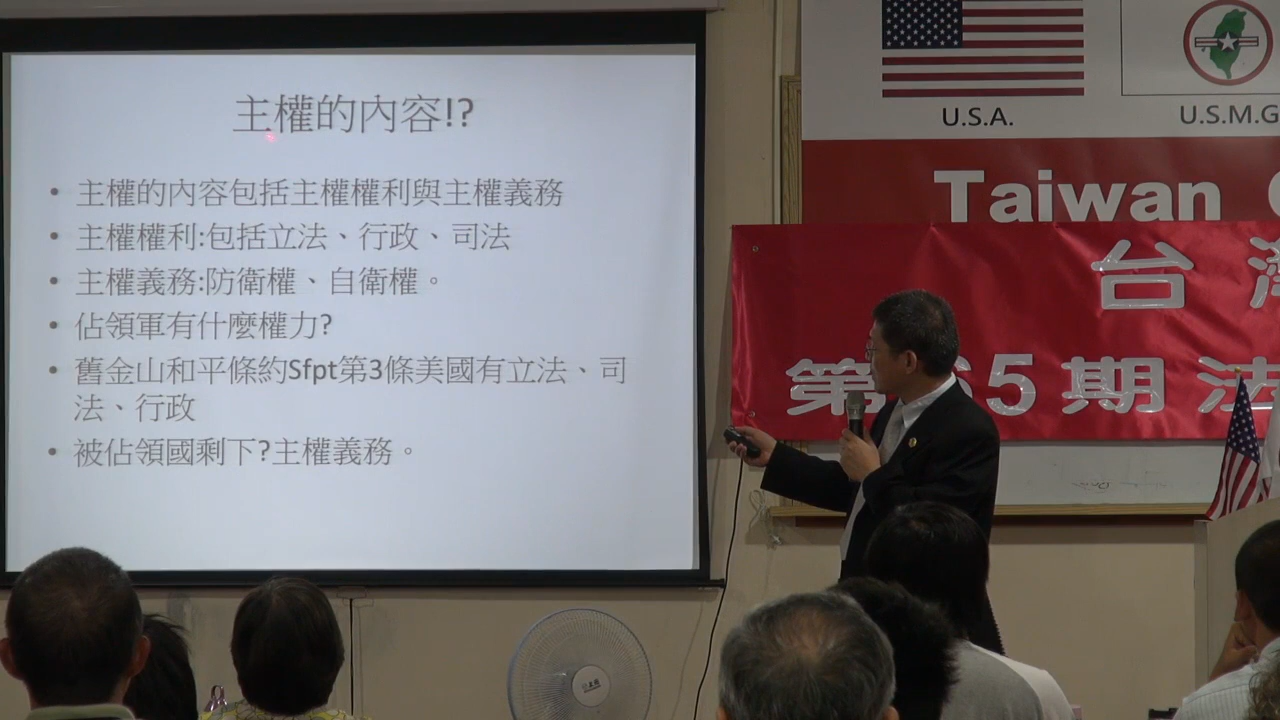 主權的內容!?
• 主權的內容包括主權權利與主權義務
• 主權權利:包括立法、行政、司法
• 主權義務:防衛權、自衛權。
• 佔領軍有什麼權力?
• 舊金山和平條約Sfpt第3條美國有立法、司
法、行政
• 被佔領國剩下?主權義務。
U.S.A.
U.S.M.G
Taiwan
台
第65期法